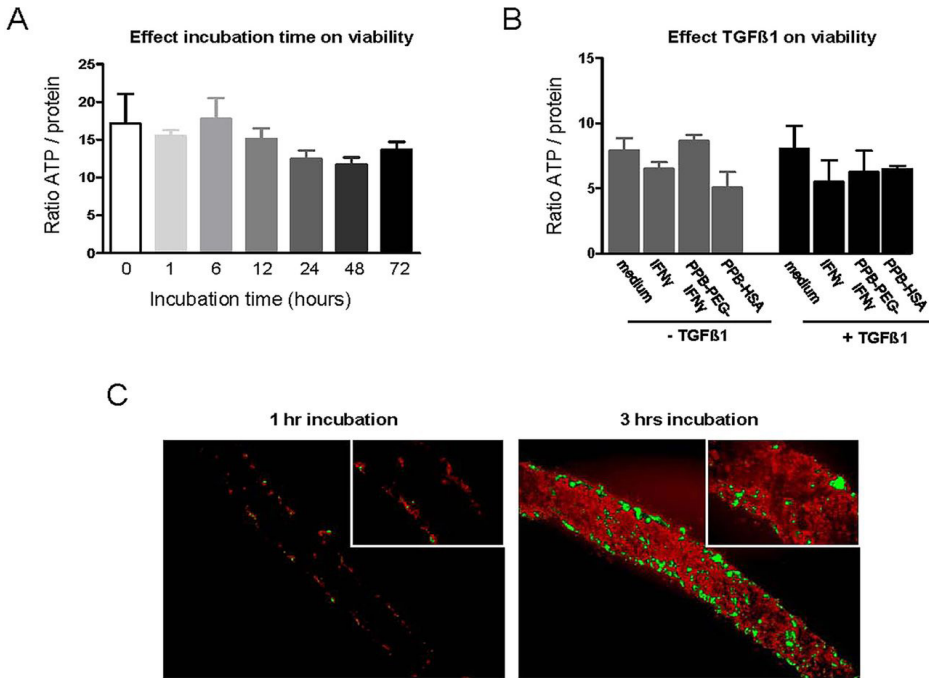 A
Effect incubation time on viability
Ratio ATP / protein
25
20
15
10
5
0
0 1 6 12 24 48 72
Incubation time (hours)
B
Effect TGFß1 on viability
Ratio ATP / protein
15
10
5
0
medium
IFNγ
PPB-PEG-
IFNγ
PPB-HSA
medium
IFNγ
PPB-PEG-
IFNγ
PPB-HSA
- TGFß1
+ TGFß1
C
1 hr incubation
3 hrs incubation